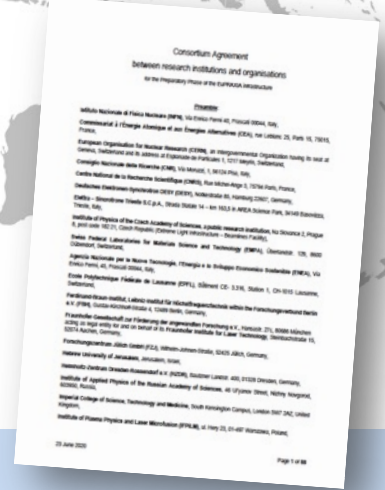 Consortium Agreement
between research institutions and organisations
for the Preparatory Phase of the EuPRAXIA Infrastructure
Preamble
Istituto Nazionale di Fisica Nucleare (INFN), Via Enrico Fermi 40, Frascati 00044, Italy,
Commissariat à l'Énergie Atomique et aux Énergies Alternatives (CEA), rue Leblanc 25, Paris 15, 75015,
France,
European Organisation for Nuclear Research (CERN), an Intergovernmental Organization having its seat at
Geneva, Switzerland and its address at Esplanade de Particules 1, 1217 Meyrin, Switzerland,
Consiglio Nazionale delle Ricerche (CNR), Via Moruzzi, 1, 56124 Pisa, Italy,
Centre National de la Recherche Scientifique (CNRS), Rue Michel-Ange 3, 75794 Paris, France,
Deutsches Elektronen-Synchrotron DESY (DESY), Notkestraße 85, Hamburg 22607, Germany,
Elettra – Sincrotrone Trieste S.C.p.A., Strada Statale 14 – km 163,5 in AREA Science Park, 34149 Basovizza,
Trieste, Italy,
Institute of Physics of the Czech Academy of Sciences, a public research institution, Na Slovance 2, Prague
8, post code 182 21, Czech Republic (Extreme Light Infrastructure – Beamlines Facility),
Swiss Federal Laboratories for Materials Science and Technology (EMPA), Überlandstr. 129, 8600
Dübendorf, Switzerland,
Agenzia Nazionale per le Nuove Tecnologie, l'Energia e lo Sviluppo Economico Sostenibile (ENEA), Via
Enrico Fermi, 45, Frascati 00044, Italy,
Ecole Polytechnique Fédérale de Lausanne (EPFL), Bâtiment CE- 3.316, Station 1, CH-1015 Lausanne,
Switzerland,
Ferdinand-Braun-Institut, Leibniz-Institut für Höchstfrequenztechnik within the Forschungsverbund Berlin
e.V. (FBH), Gustav-Kirchhoff-Straße 4, 12489 Berlin, Germany,
Fraunhofer-Gesellschaft zur Förderung der angewandten Forschung e.V., Hansastr. 27c, 80686 München
acting as legal entity for and on behalf of its Fraunhofer Institute for Laser Technology, Steinbachstraße 15,
52074 Aachen, Germany,
Forschungszentrum Jülich GmbH (FZJ), Wilhelm-Johnen-Straße, 52425 Jülich, Germany,
Hebrew University of Jerusalem, Jerusalem, Israel,
Helmholtz-Zentrum Dresden-Rossendorf e.V. (HZDR), Bautzner Landstr. 400, 01328 Dresden, Germany,
Institute of Applied Physics of the Russian Academy of Sciences, 46 Ul'yanov Street, Nizhny Novgorod,
603950, Russia,
Imperial College of Science, Technology and Medicine, South Kensington Campus, London SW7 2AZ, United
Kingdom,
Institute of Plasma Physics and Laser Microfusion (IFPiLM), ul. Hery 23, 01-497 Warszawa, Poland,
23 June 2020
Page 1 of